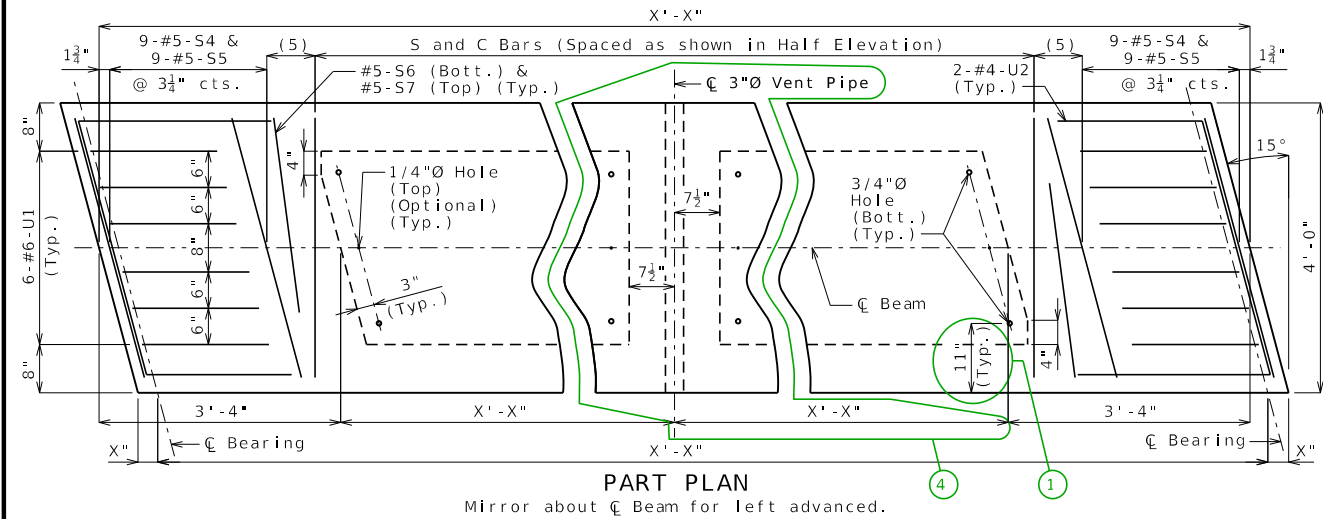 X'-X"
9-#5-S4 &
9-#5-S5
@ 3¼" cts.
1¾"
(5)
S and C Bars (Spaced as shown in Half Elevation)
(5)
9-#5-S4 &
9-#5-S5
@ 3¼" cts.
1¾"
#5-S6 (Bott.) &
#5-S7 (Top) (Typ.)
℄ 3"Ø Vent Pipe
2-#4-U2
(Typ.)
8"
6-#6-U1
(Typ.)
8"
6"
6"
8"
6"
6"
4"
1/4"Ø Hole
(Top)
(Optional)
(Typ.)
3"
(Typ.)
7½"
7½"
3/4"Ø
Hole
(Bott.)
(Typ.)
℄ Beam
11"
(Typ.)
4"
15°
4'-0"
3'-4"
X'-X"
X'-X"
3'-4"
X"
℄ Bearing
X'-X"
℄ Bearing
X"
4
1
PART PLAN
Mirror about ℄ Beam for left advanced.